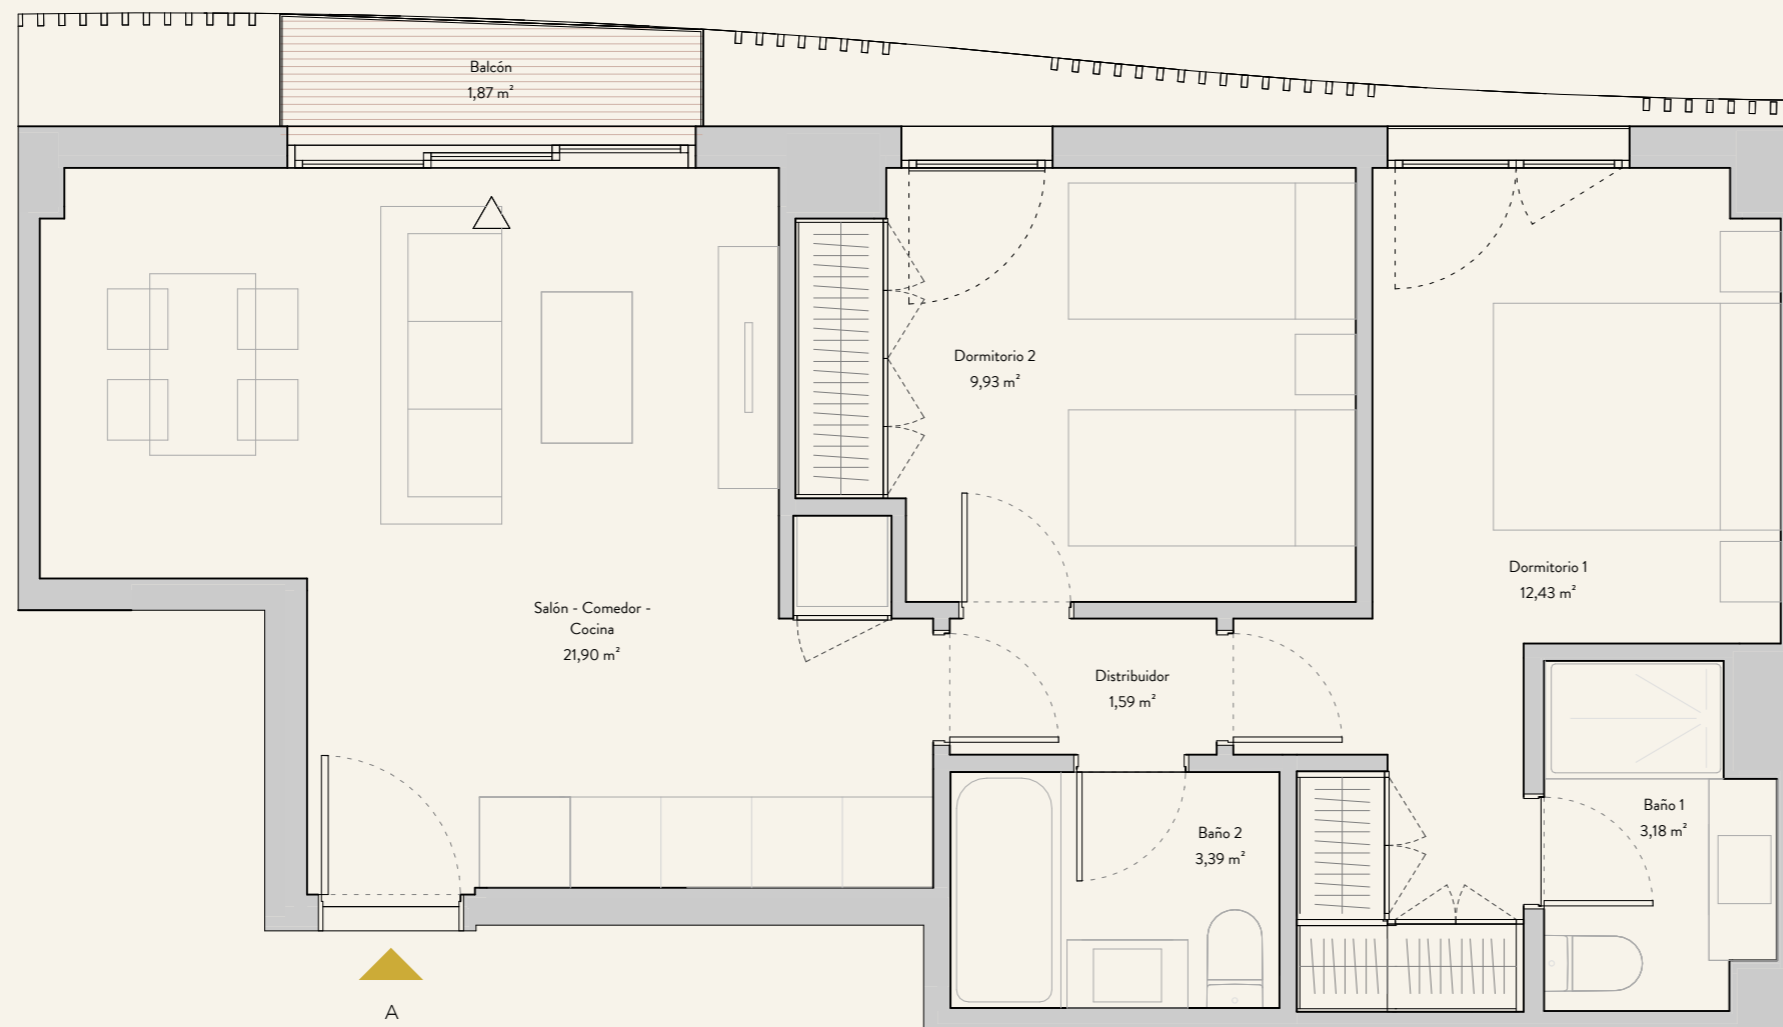 Balcón
1,87 m²
Dormitorio 2
9,93 m²
Dormitorio 1
12,43 m²
Salón - Comedor -
Cocina
21,90 m²
Distribuidor
1,59 m²
Baño 2
3,39 m²
Baño 1
3,18 m²
A